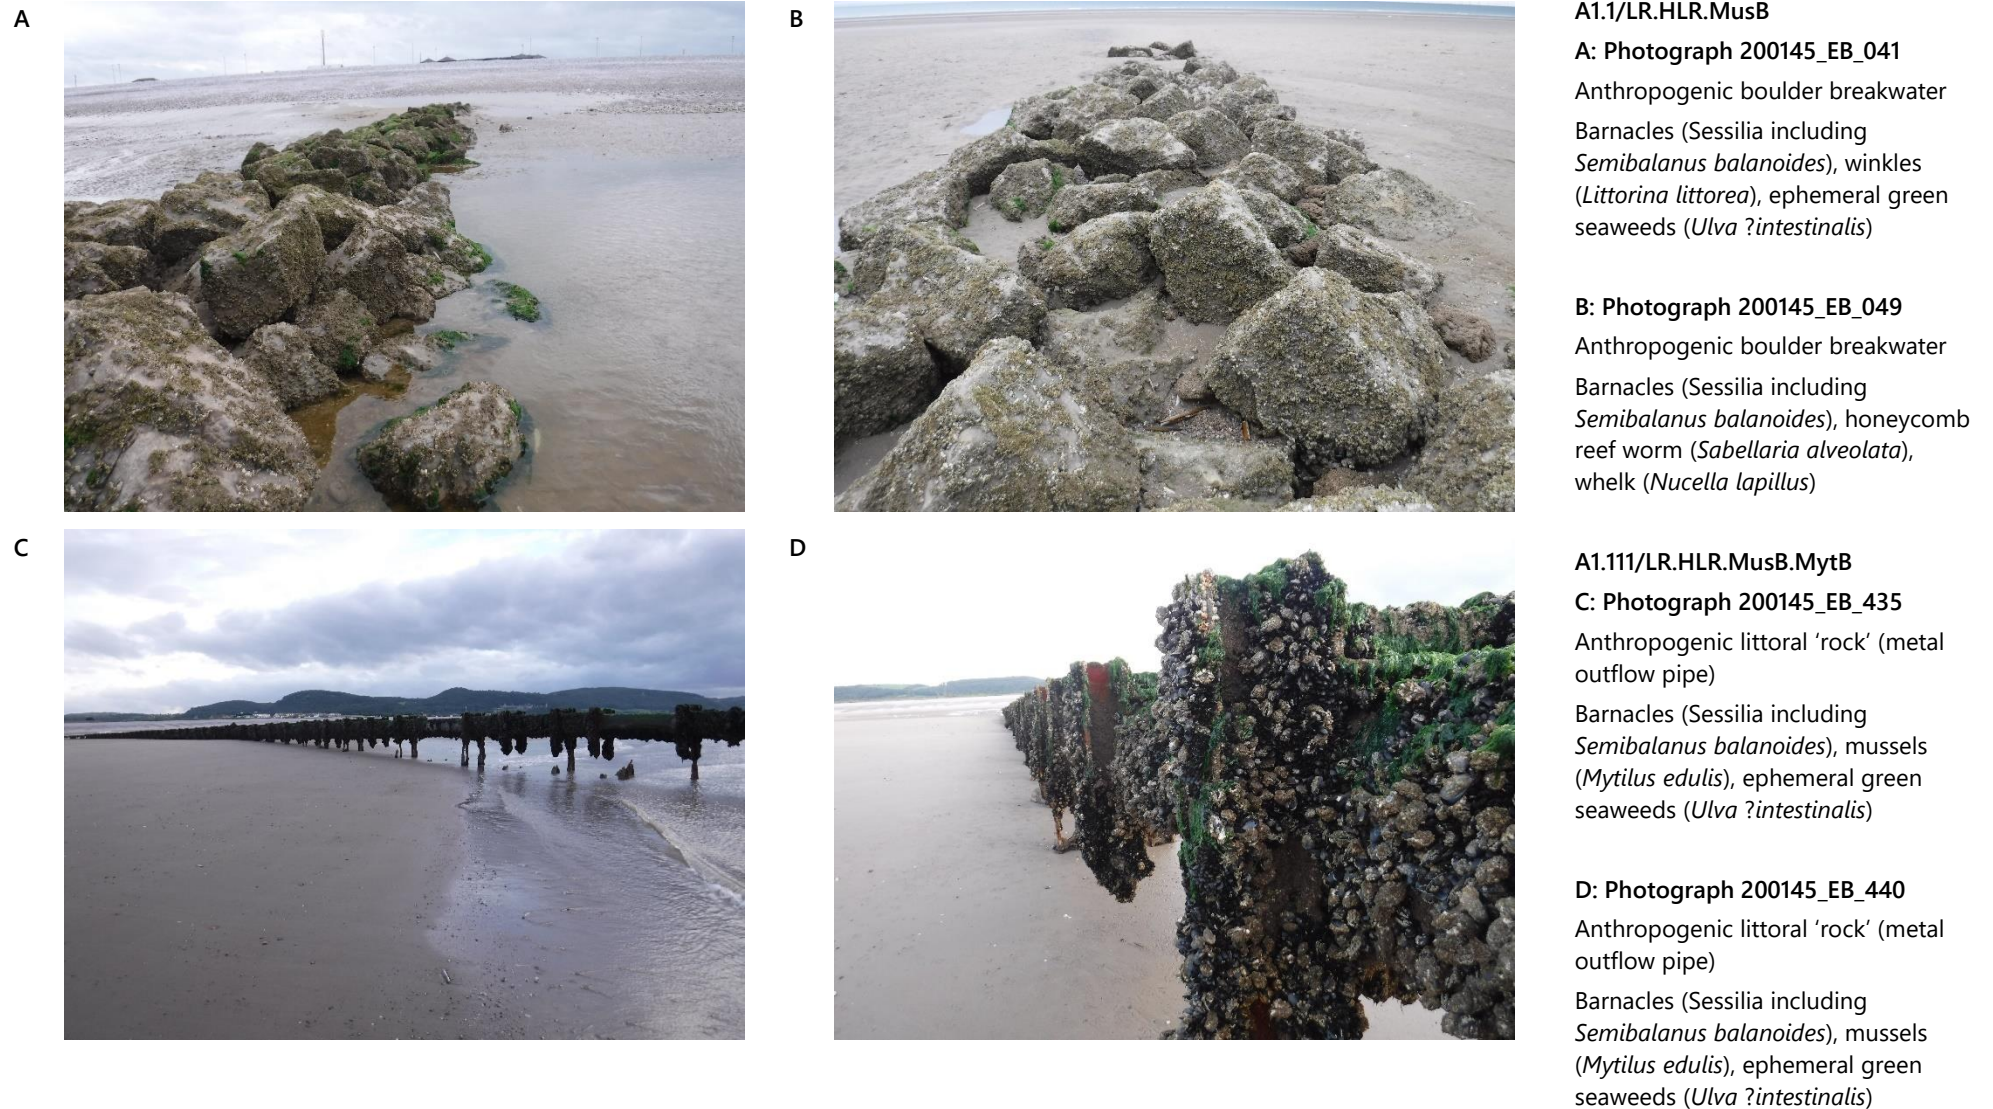 A
B
A1.1/LR.HLR.MusB
A: Photograph 200145_EB_041
Anthropogenic boulder breakwater
Barnacles (Sessilia including
Semibalanus balanoides), winkles
(Littorina littorea), ephemeral green
seaweeds (Ulva ?intestinalis)
B: Photograph 200145_EB_049
Anthropogenic boulder breakwater
Barnacles (Sessilia including
Semibalanus balanoides), honeycomb
reef worm (Sabellaria alveolata),
whelk (Nucella lapillus)
C
D
A1.111/LR.HLR.MusB.MytB
C: Photograph 200145_EB_435
Anthropogenic littoral ‘rock’ (metal
outflow pipe)
Barnacles (Sessilia including
Semibalanus balanoides), mussels
(Mytilus edulis), ephemeral green
seaweeds (Ulva ?intestinalis)
D: Photograph 200145_EB_440
Anthropogenic littoral ‘rock’ (metal
outflow pipe)
Barnacles (Sessilia including
Semibalanus balanoides), mussels
(Mytilus edulis), ephemeral green
seaweeds (Ulva ?intestinalis)